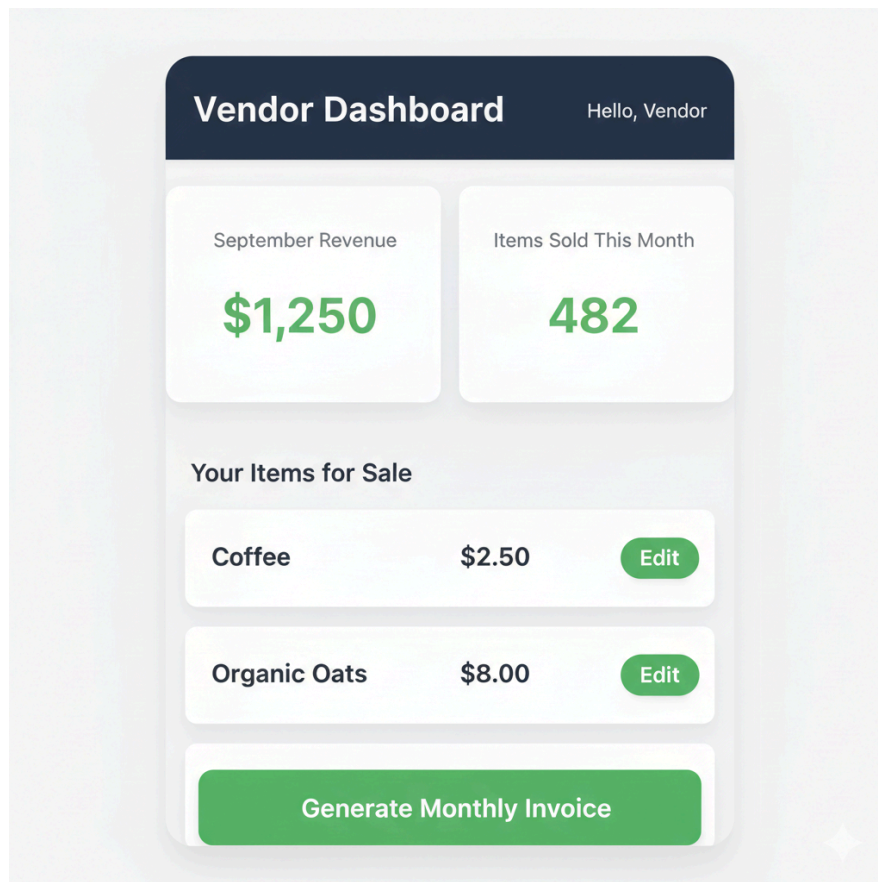 Vendor Dashboard
Hello, Vendor
September Revenue
$1,250
Items Sold This Month
482
Your Items for Sale
Coffee $2.50 Edit
Organic Oats $8.00 Edit
Generate Monthly Invoice